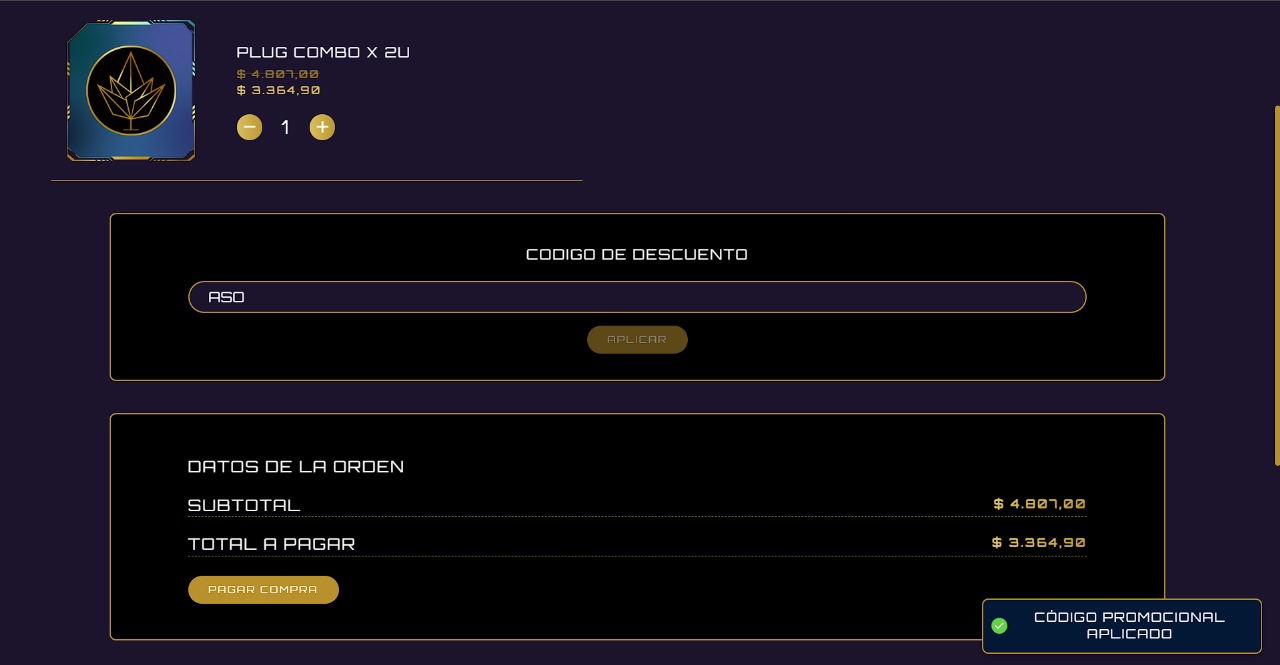 PLUG COMBO X 2U
$ 4.807,00
$ 3.364,90
1
CODIGO DE DESCUENTO
ASO
APLICAR
DATOS DE LA ORDEN
SUBTOTAL $ 4.807,00
TOTAL A PAGAR $ 3.364,90
PAGAR COMPRA
CÓDIGO PROMOCIONAL
APLICADO